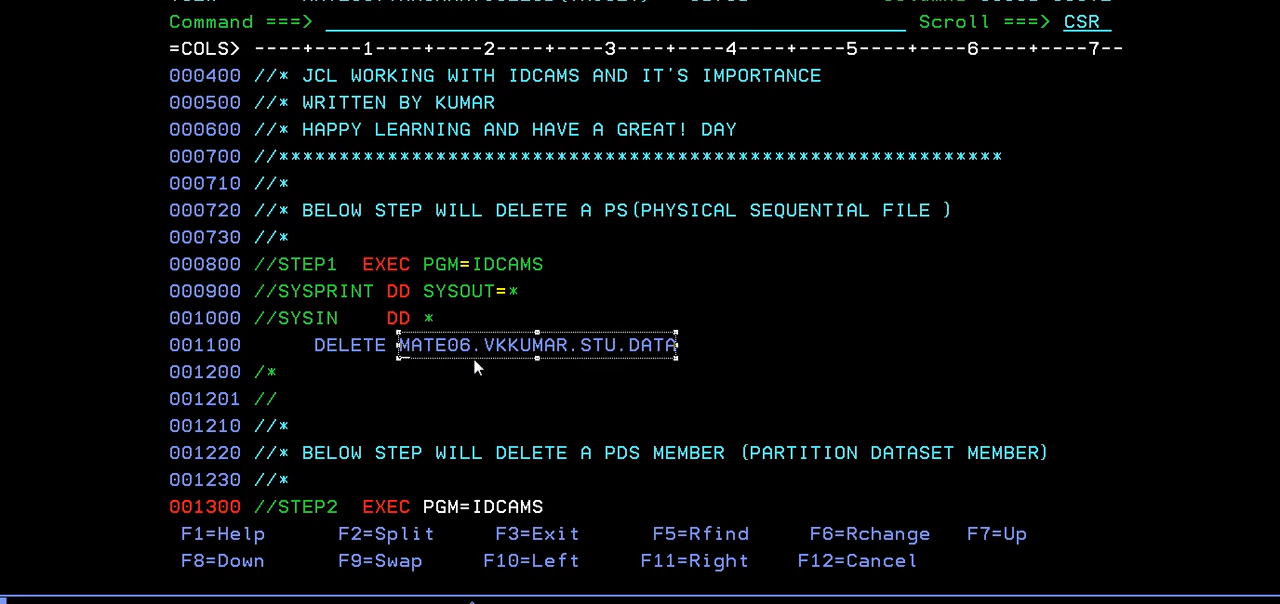 Command ===> Scroll ===> CSR
=COLS> ----+----1----+----2----+----3----+----4----+----5----+----6----+----7--
000400 //* JCL WORKING WITH IDCAMS AND IT'S IMPORTANCE
000500 //* WRITTEN BY KUMAR
000600 //* HAPPY LEARNING AND HAVE A GREAT! DAY
000700 //************************************************************
000710 //*
000720 //* BELOW STEP WILL DELETE A PS(PHYSICAL SEQUENTIAL FILE )
000730 //*
000800 //STEP1  EXEC PGM=IDCAMS
000900 //SYSPRINT DD SYSOUT=*
001000 //SYSIN    DD *
001100      DELETE MATE06.VKKUMAR.STU.DATA
001200 /*
001201 //
001210 //*
001220 //* BELOW STEP WILL DELETE A PDS MEMBER (PARTITION DATASET MEMBER)
001230 //*
001300 //STEP2  EXEC PGM=IDCAMS
F1=Help F2=Split F3=Exit F5=Rfind F6=Rchange F7=Up
F8=Down F9=Swap F10=Left F11=Right F12=Cancel